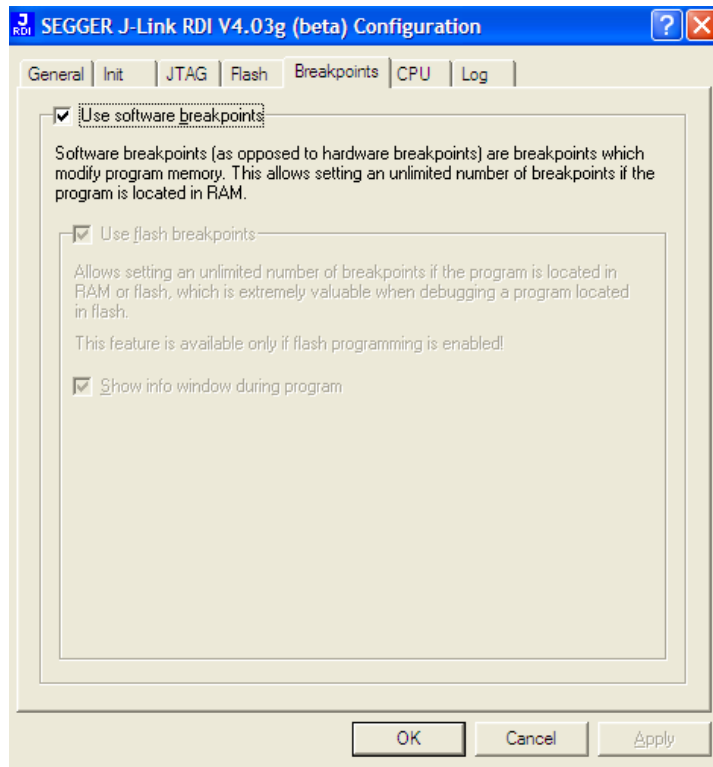 J RDI SEGGER J-Link RDI V4.03g (beta) Configuration ? X
General Init JTAG Flash Breakpoints CPU Log
Use software breakpoints
Software breakpoints (as opposed to hardware breakpoints) are breakpoints which
modify program memory. This allows setting an unlimited number of breakpoints if the
program is located in RAM.
Use flash breakpoints
Allows setting an unlimited number of breakpoints if the program is located in
RAM or flash, which is extremely valuable when debugging a program located
in flash.
This feature is available only if flash programming is enabled!
Show info window during program
OK Cancel Apply